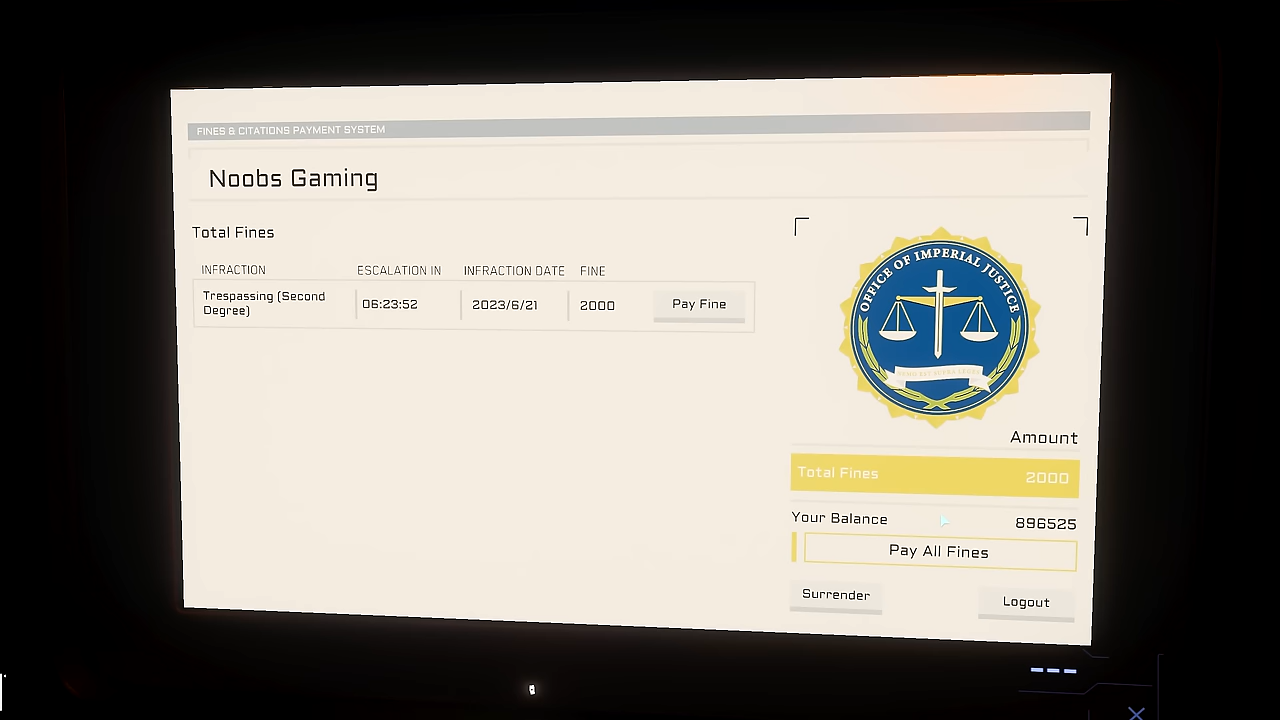 FINES & CITATIONS PAYMENT SYSTEM
Noobs Gaming
Total Fines
INFRACTION ESCALATION IN INFRACTION DATE FINE
Trespassing (Second
Degree)
06:23:52 2023/6/21 2000 Pay Fine
OFFICE OF IMPERIAL JUSTICE
Amount
Total Fines 2000
Your Balance 896525
Pay All Fines
Surrender Logout